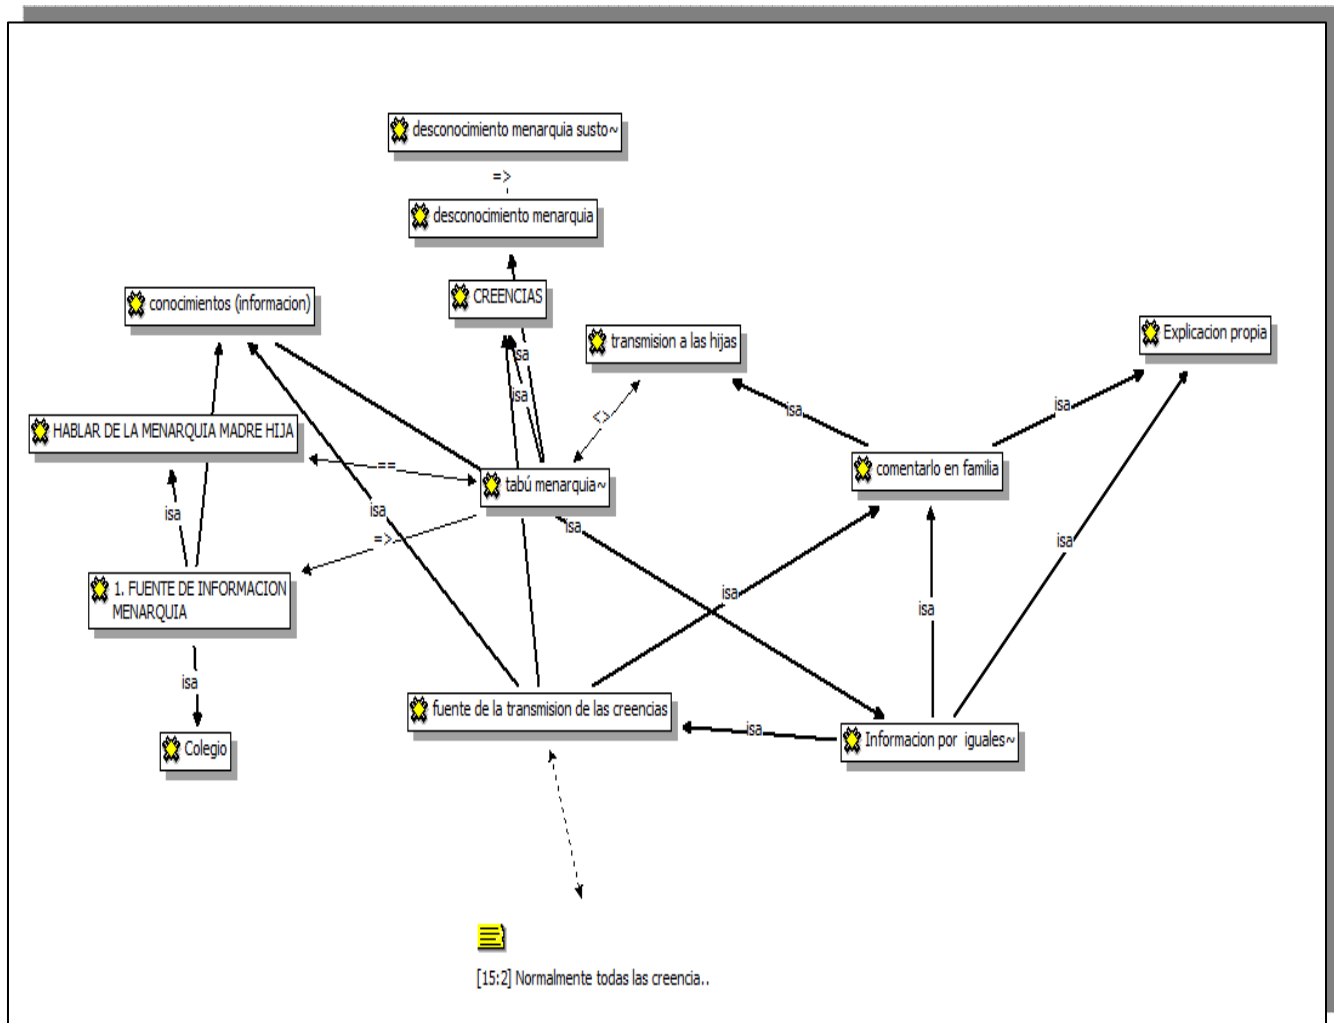 desconocimiento menarquia susto~
=>
desconocimiento menarquia
CREENCIAS
conocimientos (informacion)
transmision a las hijas
Explicacion propia
isa
isa
isa
isa
<>
HABLAR DE LA MENARQUIA MADRE HIJA
==
comentarlo en familia
tabú menarquia~
isa
isa
isa
=>
isa
1. FUENTE DE INFORMACION
MENARQUIA
isa
isa
isa
fuente de la transmision de las creencias
isa
Informacion por iguales~
Colegio
[15:2] Normalmente todas las creencia..